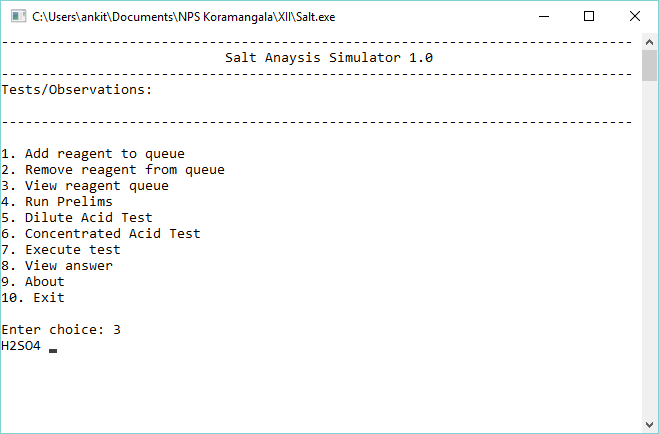 C:\Users\ankit\Documents\NPS Koramangala\XII\Salt.exe
-------------------------------------------------------------------------------
Salt Anaysis Simulator 1.0
-------------------------------------------------------------------------------
Tests/Observations:
-------------------------------------------------------------------------------
1. Add reagent to queue
2. Remove reagent from queue
3. View reagent queue
4. Run Prelims
5. Dilute Acid Test
6. Concentrated Acid Test
7. Execute test
8. View answer
9. About
10. Exit
Enter choice: 3
H2SO4